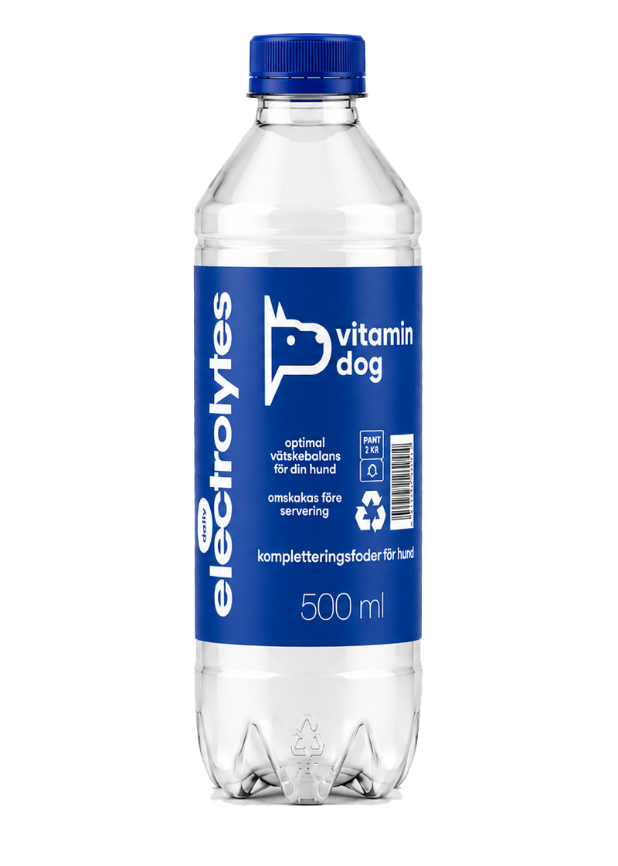 electrolytes
daily
vitamin
dog
optimal
vätskebalans
för din hund
omskakas före
servering
PANT
2 KR
kompletteringsfoder för hund
500 ml